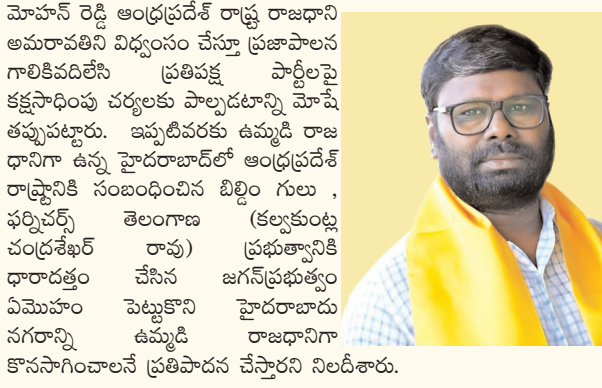 మోహన్ రెడ్డి ఆంధ్రప్రదేశ్ రాష్ట్ర రాజధాని
అమరావతిని విధ్వంసం చేస్తూ ప్రజాపాలన
గాలికివదిలేసి ప్రతిపక్ష పార్టీలపై
కక్షసాధింపు చర్యలకు పాల్పడటాన్ని మోషే
తప్పుపట్టారు. ఇప్పటివరకు ఉమ్మడి రాజ
ధానిగా ఉన్న హైదరాబాద్‌లో ఆంధ్రప్రదేశ్
రాష్ట్రానికి సంబంధించిన బిల్డిం గులు ,
ఫర్నిచర్స్ తెలంగాణ (కల్వకుంట్ల
చంద్రశేఖర్ రావు) ప్రభుత్వానికి
ధారాదత్తం చేసిన జగన్‌ప్రభుత్వం
ఏమొహం పెట్టుకొని హైదరాబాదు
నగరాన్ని ఉమ్మడి రాజధానిగా
కొనసాగించాలనే ప్రతిపాదన చేస్తారని నిలదీశారు.